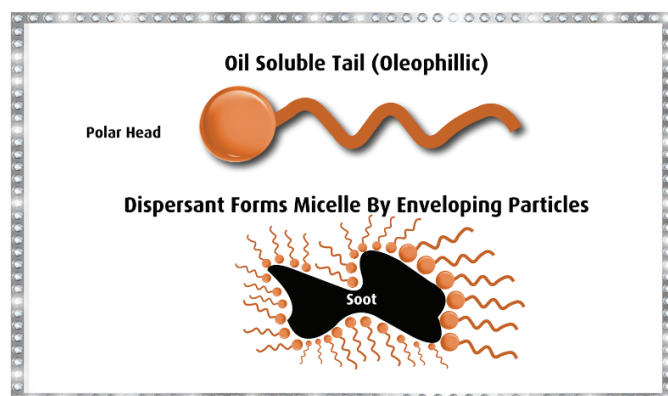 Oil Soluble Tail (Oleophillic)
Polar Head
Dispersant Forms Micelle By Enveloping Particles
Soot